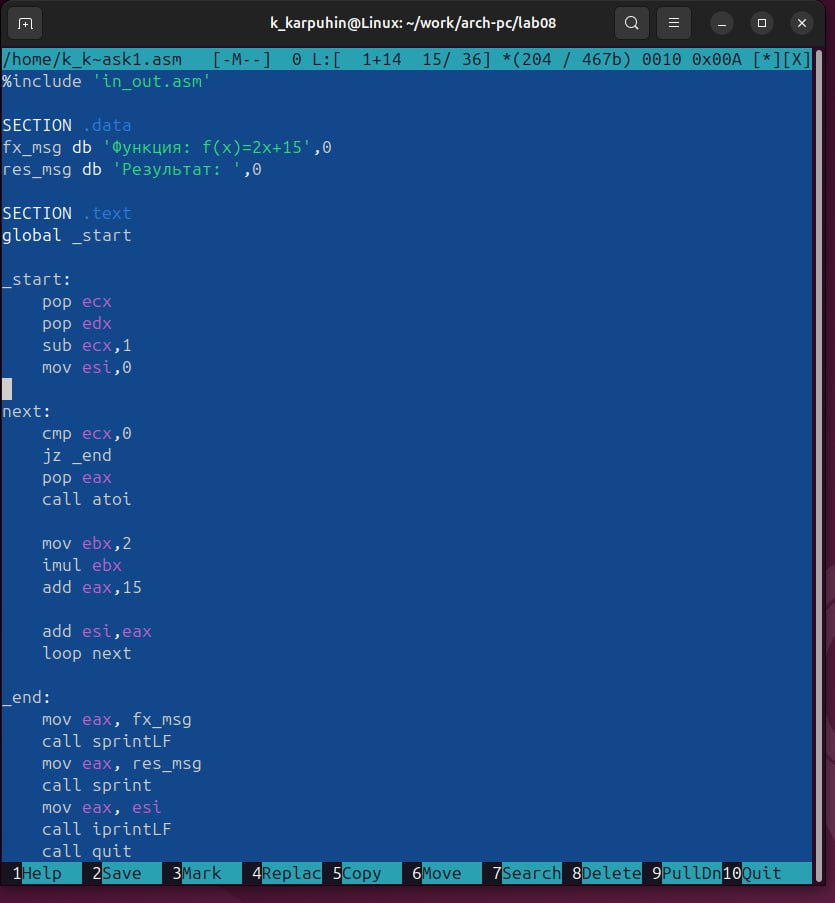 k_karpuhin@Linux: ~/work/arch-pc/lab08
/home/k_k~ask1.asm   [-M--]  0 L:[  1+14  15/ 36] *(204 / 467b) 0010 0x00A [*][X]
%include 'in_out.asm'
SECTION .data
fx_msg db 'Функция: f(x)=2x+15',0
res_msg db 'Результат: ',0
SECTION .text
global _start
_start:
    pop ecx
    pop edx
    sub ecx,1
    mov esi,0
next:
    cmp ecx,0
    jz _end
    pop eax
    call atoi
    mov ebx,2
    imul ebx
    add eax,15
    add esi,eax
    loop next
_end:
    mov eax, fx_msg
    call sprintLF
    mov eax, res_msg
    call sprint
    mov eax, esi
    call iprintLF
    call quit
1Help 2Save 3Mark 4Replac 5Copy 6Move 7Search 8Delete 9PullDn 10Quit